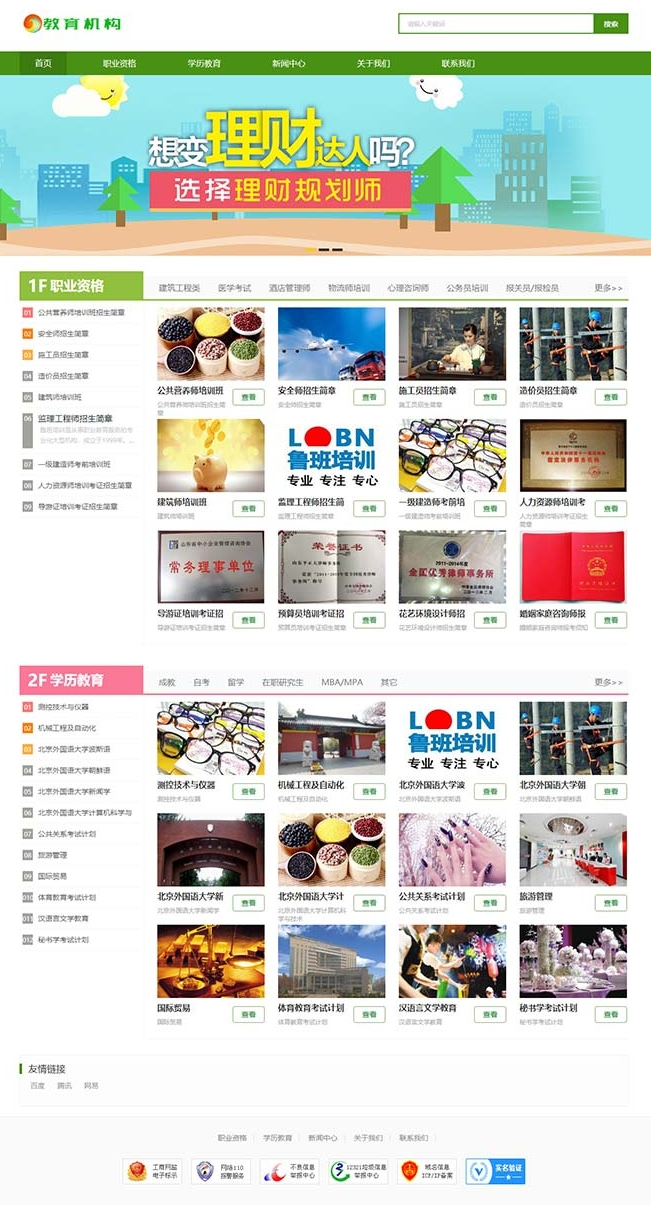 教育机构
请输入关键词
搜索
首页
职业资格
学历教育
新闻中心
关于我们
联系我们
想变理财达人吗?
选择理财规划师
1F 职业资格
建筑工程类
医学考试
酒店管理师
物流师培训
心理咨询师
公务员培训
报关员/报检员
更多>>
01 公共营养师培训班招生简章
02 安全师招生简章
03 施工员招生简章
04 造价员招生简章
05 建筑师培训班
06 监理工程师招生简章
07 一级建造师考前培训班
08 人力资源师培训考证招生简章
09 导游证培训考证招生简章
公共营养师培训班
查看
公共营养师培训班招生简章
安全师招生简章
查看
安全师招生简章
施工员招生简章
查看
施工员招生简章
造价员招生简章
查看
造价员招生简章
LOBN
鲁班培训
专业 专注 专心
建筑师培训班
查看
建筑师培训班
监理工程师招生简
查看
监理工程师招生简章
一级建造师考前培
查看
一级建造师考前培训班
人力资源师培训考
查看
人力资源师培训考证招生简章
常务理事单位
荣誉证书
2011-2014年度
全国优秀律师事务所
导游证培训考证招
查看
导游证培训考证招生简章
预算员培训考证招
查看
预算员培训考证招生简章
花艺环境设计师招
查看
花艺环境设计师招生简章
婚姻家庭咨询师报
查看
婚姻家庭咨询师报考须知
2F 学历教育
成教
自考
留学
在职研究生
MBA/MPA
其它
更多>>
01 测控技术与仪器
02 机械工程及自动化
03 北京外国语大学波斯语
04 北京外国语大学朝鲜语
05 北京外国语大学新闻学
06 北京外国语大学计算机科学与
07 公共关系考试计划
08 旅游管理
09 国际贸易
010 体育教育考试计划
011 汉语言文学教育
012 秘书学考试计划
LOBN
鲁班培训
专业 专注 专心
测控技术与仪器
查看
测控技术与仪器
机械工程及自动化
查看
机械工程及自动化
北京外国语大学波
查看
北京外国语大学波斯语
北京外国语大学朝
查看
北京外国语大学朝鲜语
北京外国语大学新
查看
北京外国语大学新闻学
北京外国语大学计
查看
北京外国语大学计算机科学与技术
公共关系考试计划
查看
公共关系考试计划
旅游管理
查看
旅游管理
国际贸易
查看
国际贸易
体育教育考试计划
查看
体育教育考试计划
汉语言文学教育
查看
汉语言文学教育
秘书学考试计划
查看
秘书学考试计划
友情链接
百度 腾讯 网易
职业资格
学历教育
新闻中心
关于我们
联系我们
工商网监
电子标示
网络110
报警服务
不良信息
举报中心
12321垃圾信息
举报中心
域名信息
ICP/IP备案
实名验证